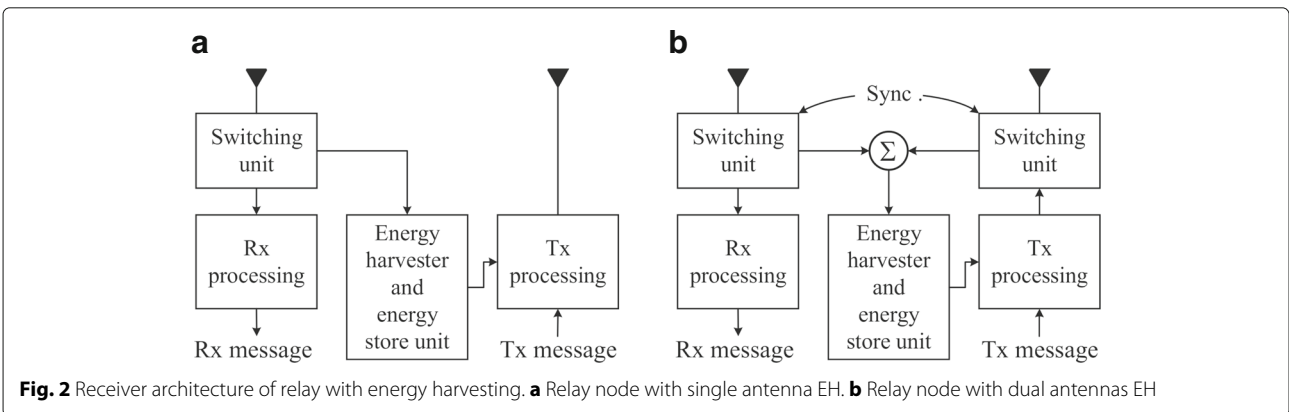 a
Switching
unit
Rx
processing
Rx message
Energy
harvester
and
energy
store unit
Tx
processing
Tx message
b
Sync .
Switching
unit
Σ
Switching
unit
Rx
processing
Rx message
Energy
harvester
and
energy
store unit
Tx
processing
Tx message
Fig. 2 Receiver architecture of relay with energy harvesting. a Relay node with single antenna EH. b Relay node with dual antennas EH